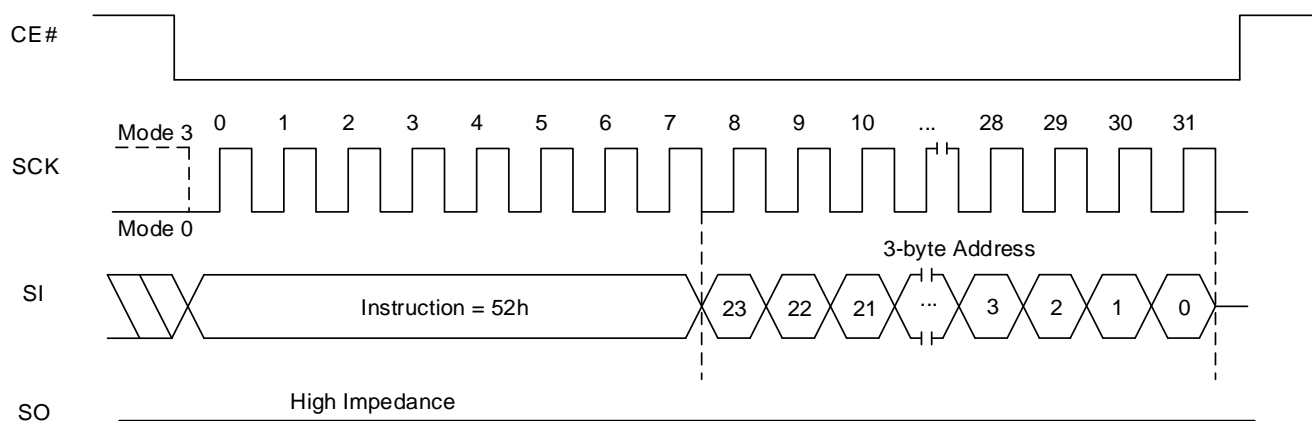 CE#
0 1 2 3 4 5 6 7 8 9 10 ... 28 29 30 31
Mode 3
SCK
Mode 0
3-byte Address
SI
Instruction = 52h
23 22 21 ... 3 2 1 0
High Impedance
SO